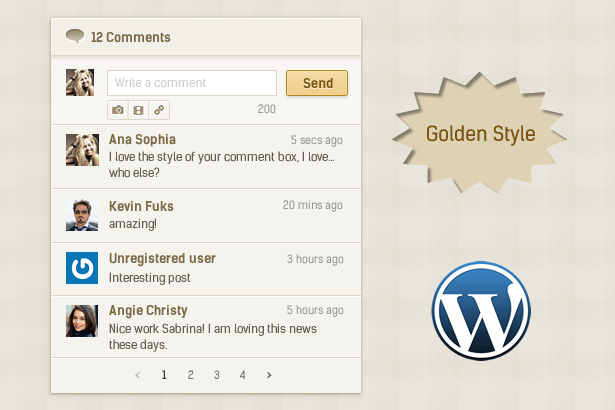 12 Comments
Write a comment
Send
200
Ana Sophia 5 secs ago
I love the style of your comment box, I love...
who else?
Kevin Fuks 20 mins ago
amazing!
Unregistered user 3 hours ago
Interesting post
Angie Christy 5 hours ago
Nice work Sabrina! I am loving this news
these days.
‹ 1 2 3 4 ›
Golden Style
W